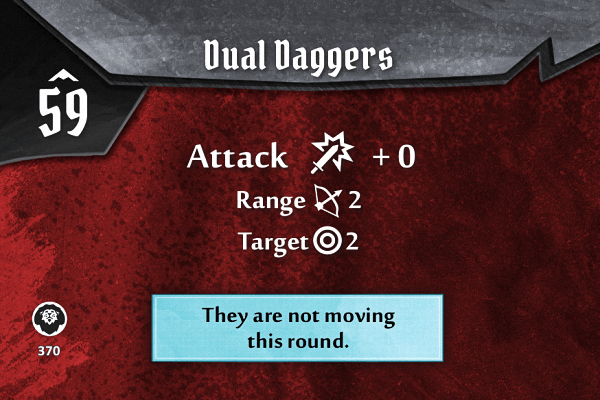 Dual Daggers
59
Attack + 0
Range 2
Target 2
They are not moving
this round.
370